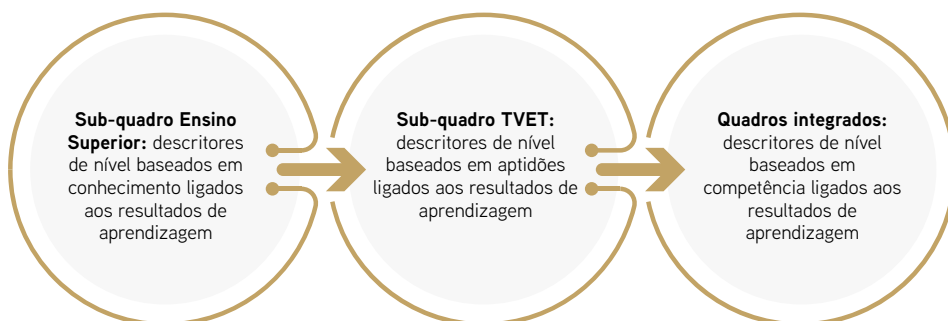 Sub-quadro Ensino
Superior: descritores
de nível baseados em
conhecimento ligados
aos resultados de
aprendizagem
Sub-quadro TVET:
descritores de nível
baseados em aptidões
ligados aos resultados de
aprendizagem
Quadros integrados:
descritores de nível
baseados em
competência ligados aos
resultados de
aprendizagem